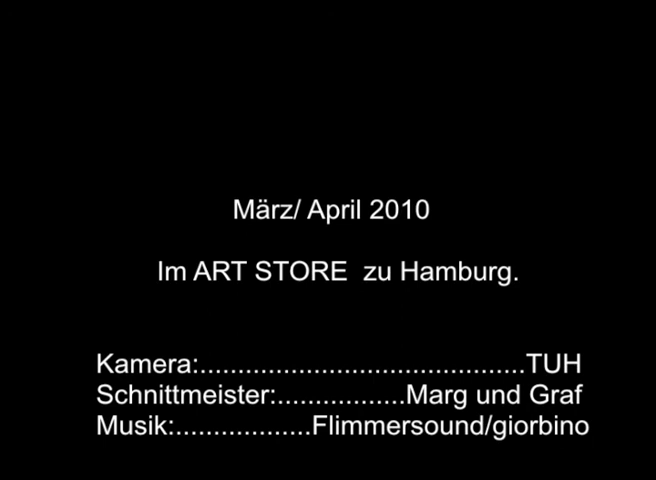 März/ April 2010
Im ART STORE  zu Hamburg.
Kamera:...........................................TUH
Schnittmeister:.................Marg und Graf
Musik:..................Flimmersound/giorbino